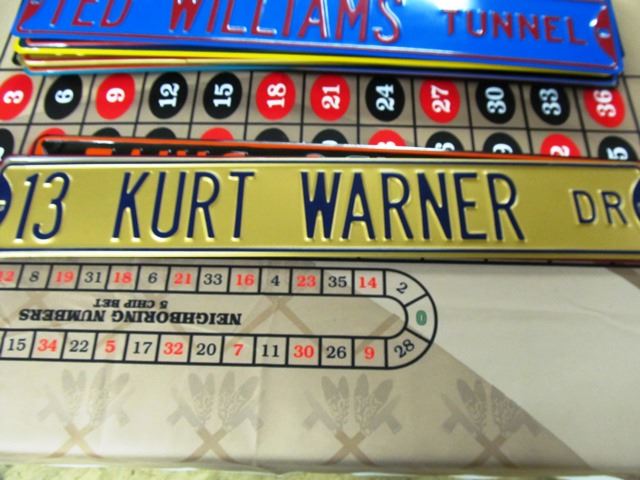 TED WILLIAMS TUNNEL
3 6 9 12 15 18 21 24 27 30 33 36
13 KURT WARNER DR
12 8 19 31 18 6 21 33 16 4 23 35 14 2
0
NEIGHBORING NUMBERS
5 CHIP BET
15 34 22 5 17 32 20 7 11 30 26 9 28